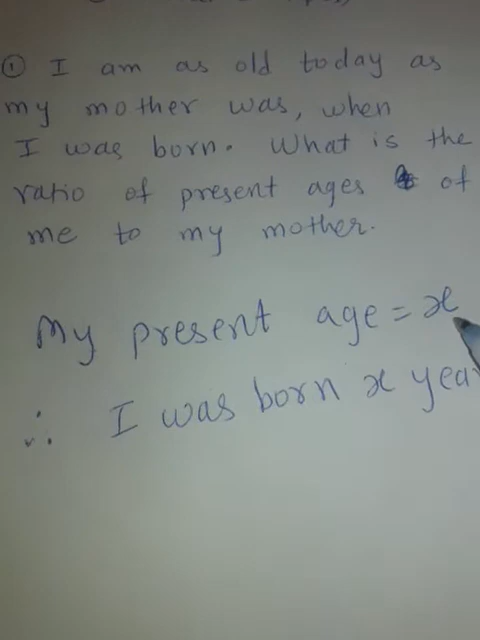 ① I am as old today as
my mother was, when
I was born. What is the
ratio of present ages of
me to my mother.
My present age = x
∴ I was born x yea